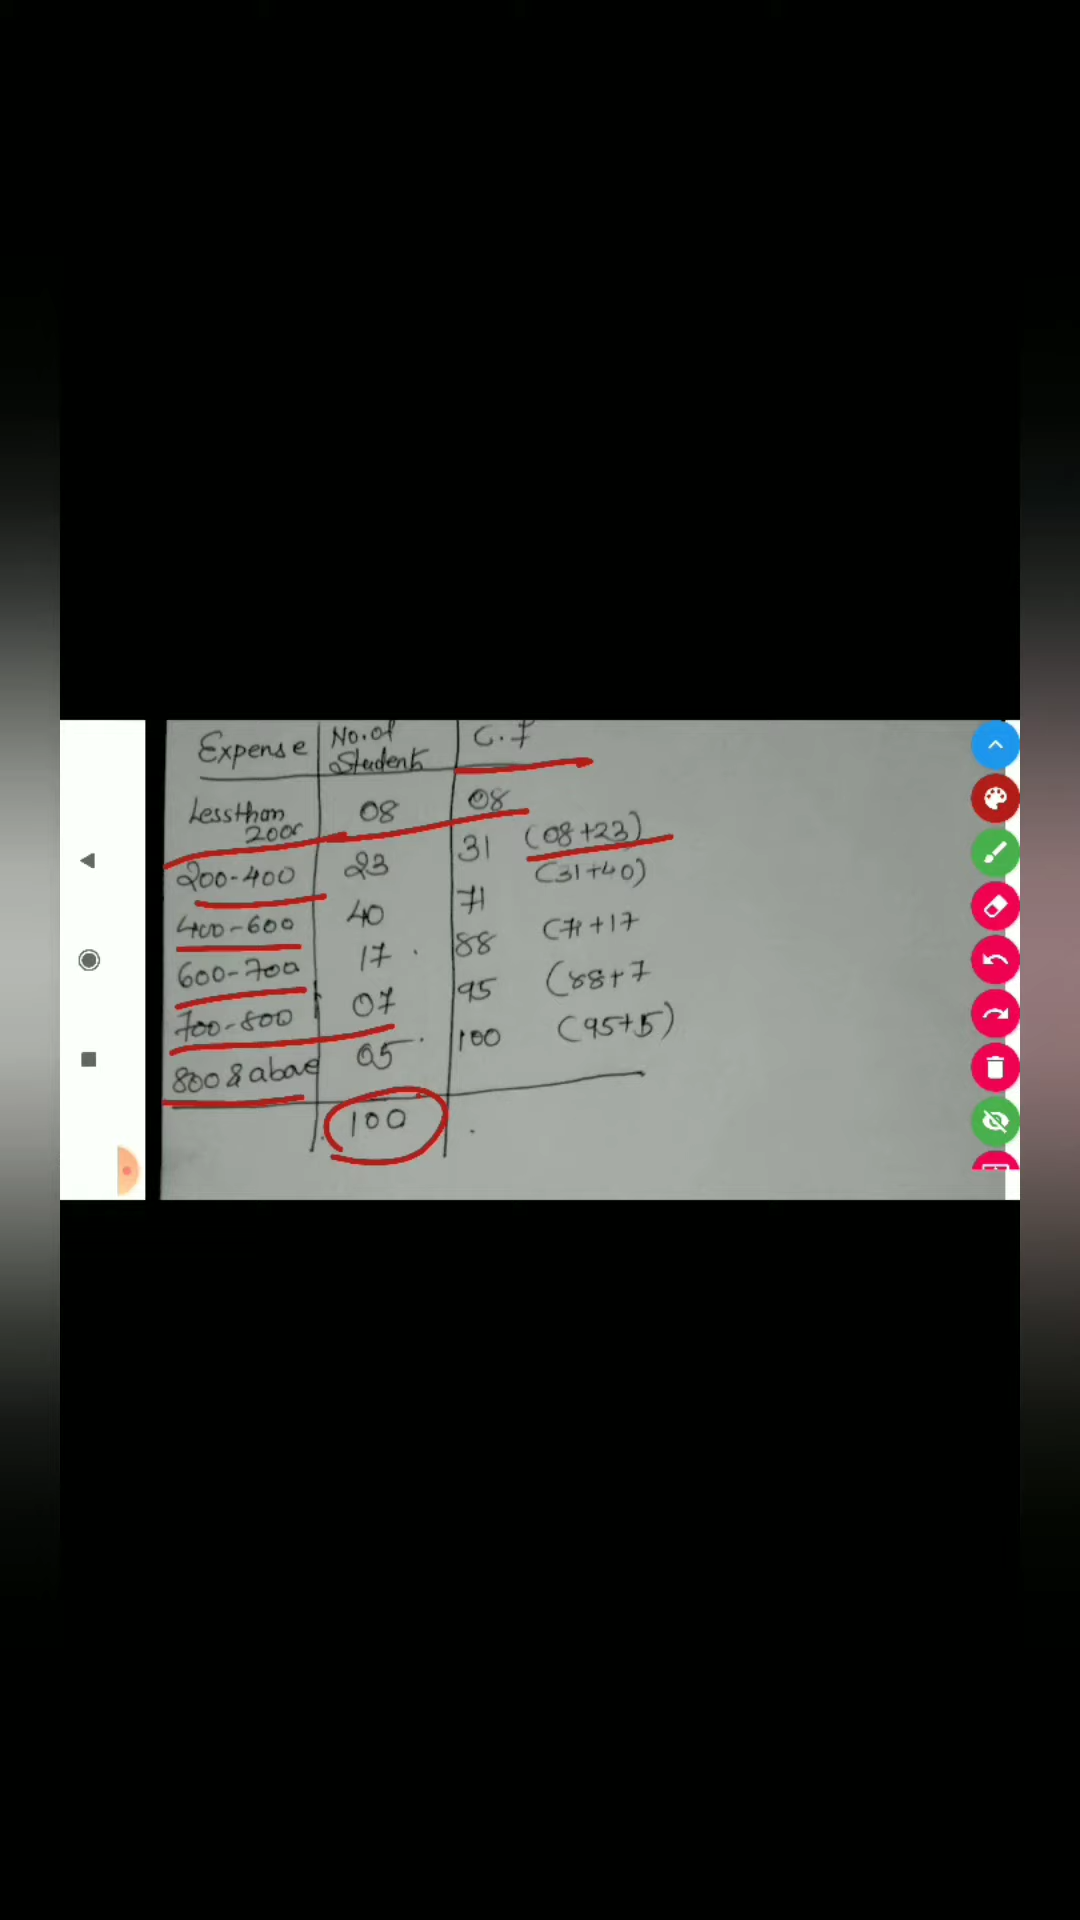 Expense No. of Students C.f
Less than 200 08 08
200-400 23 31 (08+23)
400-600 40 71 (31+40)
600-700 17 88 (71+17
700-800 07 95 (88+7
800 & above 05 100 (95+5)
100